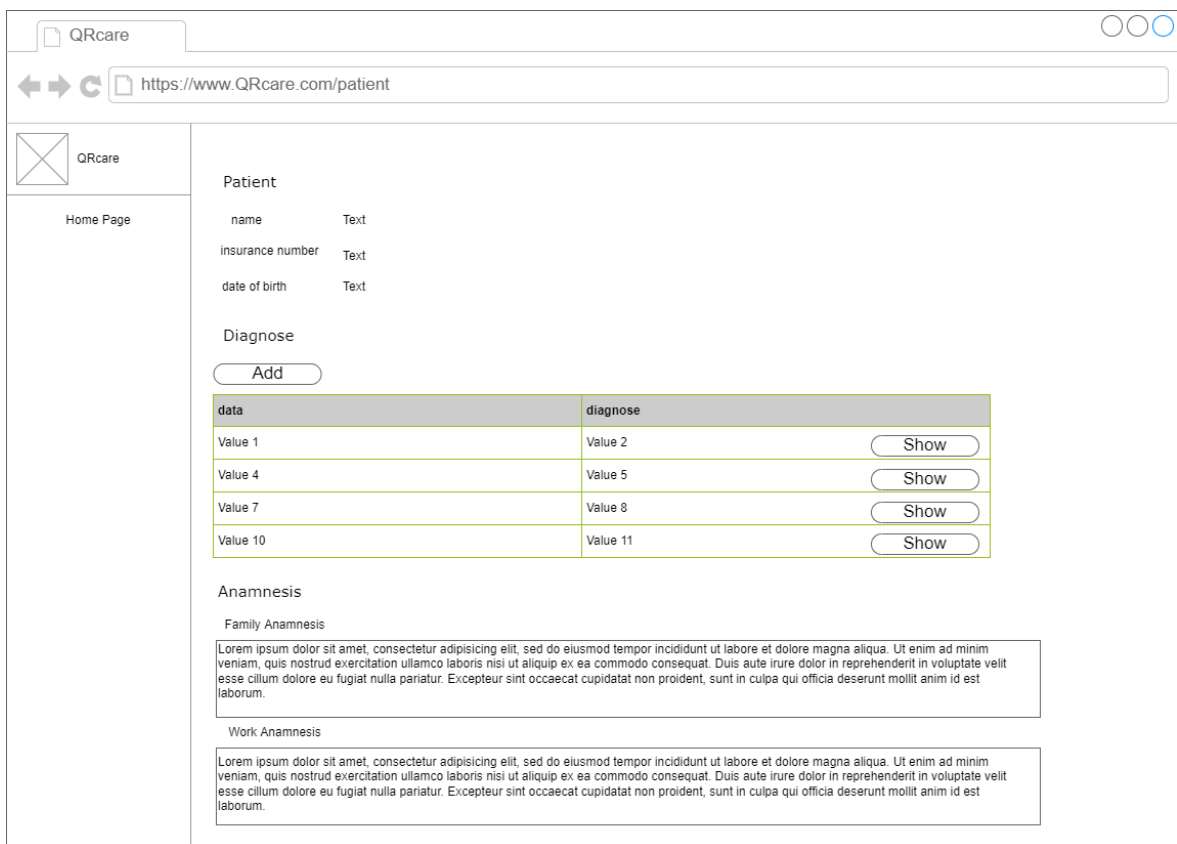 QRcare
https://www.QRcare.com/patient
QRcare
Home Page
Patient
name Text
insurance number Text
date of birth Text
Diagnose
Add
data diagnose
Value 1 Value 2 Show
Value 4 Value 5 Show
Value 7 Value 8 Show
Value 10 Value 11 Show
Anamnesis
Family Anamnesis
Lorem ipsum dolor sit amet, consectetur adipisicing elit, sed do eiusmod tempor incididunt ut labore et dolore magna aliqua. Ut enim ad minim
veniam, quis nostrud exercitation ullamco laboris nisi ut aliquip ex ea commodo consequat. Duis aute irure dolor in reprehenderit in voluptate velit
esse cillum dolore eu fugiat nulla pariatur. Excepteur sint occaecat cupidatat non proident, sunt in culpa qui officia deserunt mollit anim id est
laborum.
Work Anamnesis
Lorem ipsum dolor sit amet, consectetur adipisicing elit, sed do eiusmod tempor incididunt ut labore et dolore magna aliqua. Ut enim ad minim
veniam, quis nostrud exercitation ullamco laboris nisi ut aliquip ex ea commodo consequat. Duis aute irure dolor in reprehenderit in voluptate velit
esse cillum dolore eu fugiat nulla pariatur. Excepteur sint occaecat cupidatat non proident, sunt in culpa qui officia deserunt mollit anim id est
laborum.